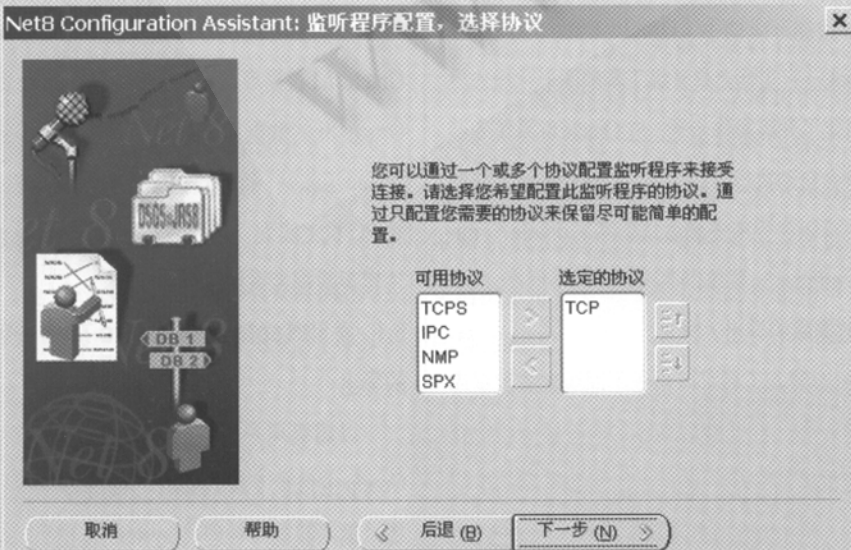 Net8 Configuration Assistant: 监听程序配置，选择协议
您可以通过一个或多个协议配置监听程序来接受
连接。请选择您希望配置此监听程序的协议。通
过只配置您需要的协议来保留尽可能简单的配
置。
可用协议
选定的协议
TCPS
IPC
NMP
SPX
TCP
DB 1
DB 2
Net 8
取消
帮助
后退 (B)
下一步 (N)